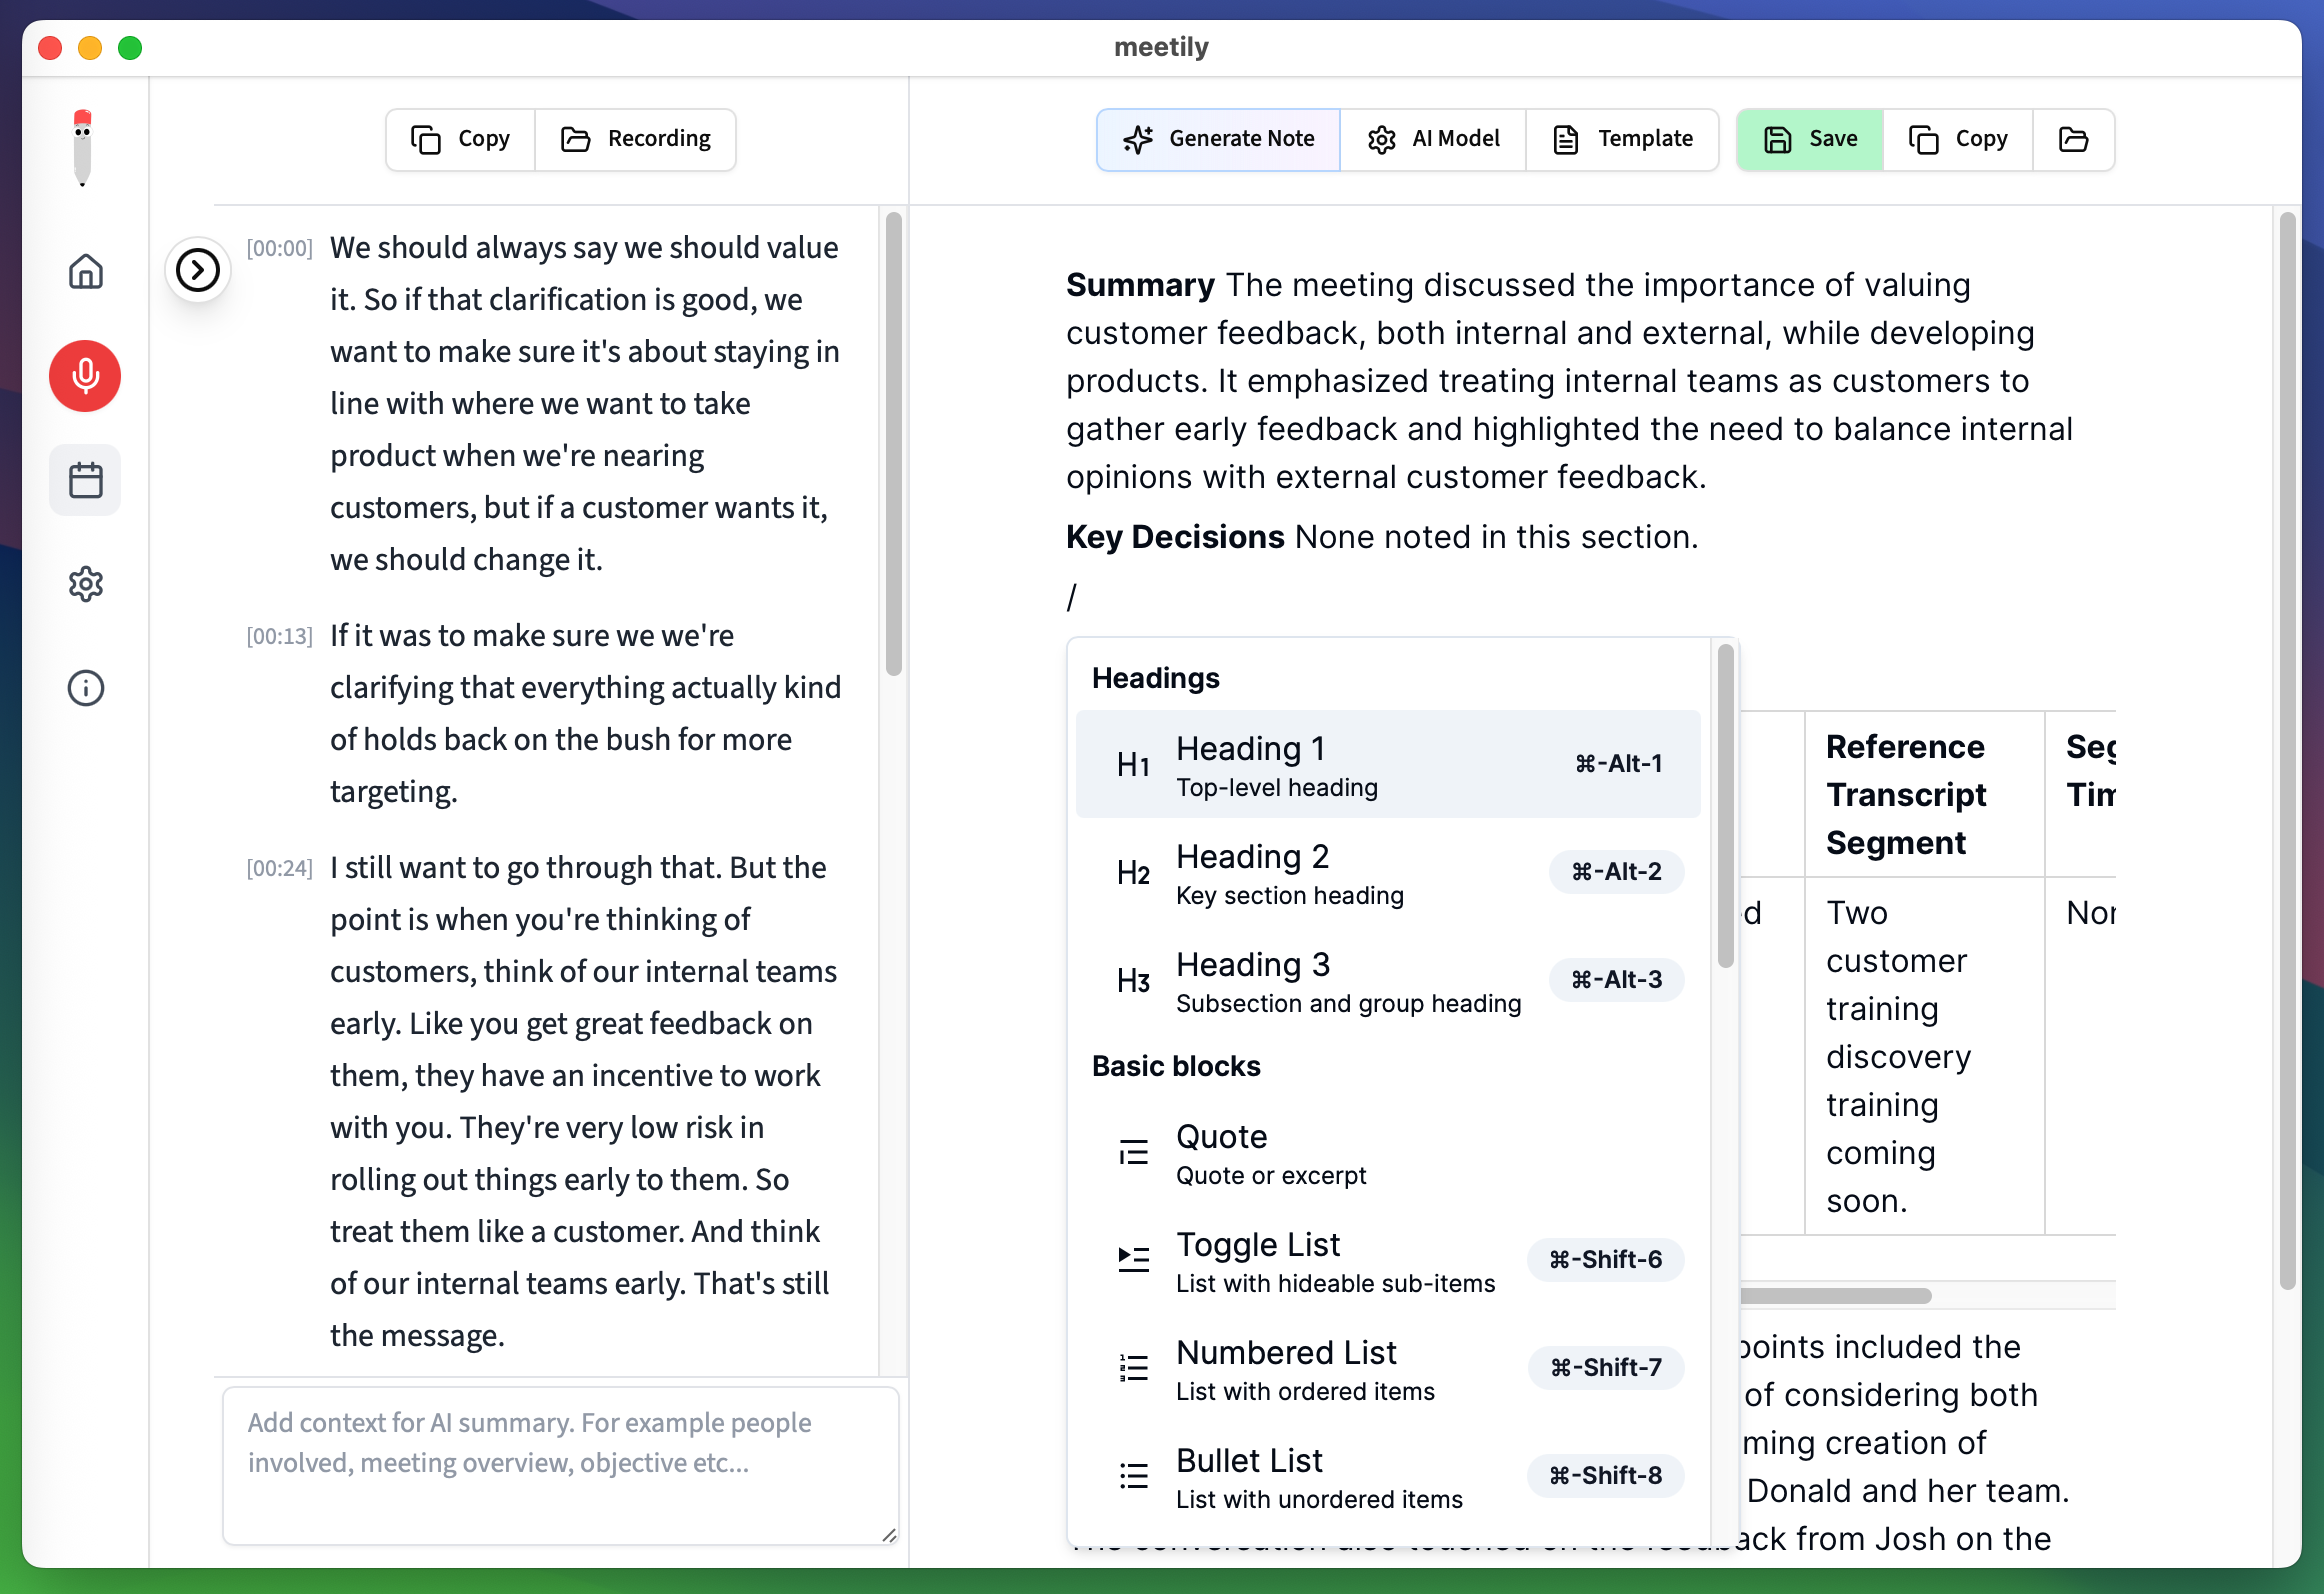 meetily
Copy
Recording
Generate Note
AI Model
Template
Save
Copy
[00:00] We should always say we should value
it. So if that clarification is good, we
want to make sure it's about staying in
line with where we want to take
product when we're nearing
customers, but if a customer wants it,
we should change it.
[00:13] If it was to make sure we we're
clarifying that everything actually kind
of holds back on the bush for more
targeting.
[00:24] I still want to go through that. But the
point is when you're thinking of
customers, think of our internal teams
early. Like you get great feedback on
them, they have an incentive to work
with you. They're very low risk in
rolling out things early to them. So
treat them like a customer. And think
of our internal teams early. That's still
the message.
Add context for AI summary. For example people
involved, meeting overview, objective etc...
Summary The meeting discussed the importance of valuing
customer feedback, both internal and external, while developing
products. It emphasized treating internal teams as customers to
gather early feedback and highlighted the need to balance internal
opinions with external customer feedback.
Key Decisions None noted in this section.
/
Headings
H1 Heading 1 ⌘-Alt-1
Top-level heading
H2 Heading 2 ⌘-Alt-2
Key section heading
H3 Heading 3 ⌘-Alt-3
Subsection and group heading
Basic blocks
Quote
Quote or excerpt
Toggle List ⌘-Shift-6
List with hideable sub-items
Numbered List ⌘-Shift-7
List with ordered items
Bullet List ⌘-Shift-8
List with unordered items
Reference
Transcript
Segment
Two
customer
training
discovery
training
coming
soon.
points included the
of considering both
creation of
Donald and her team.
from Josh on the